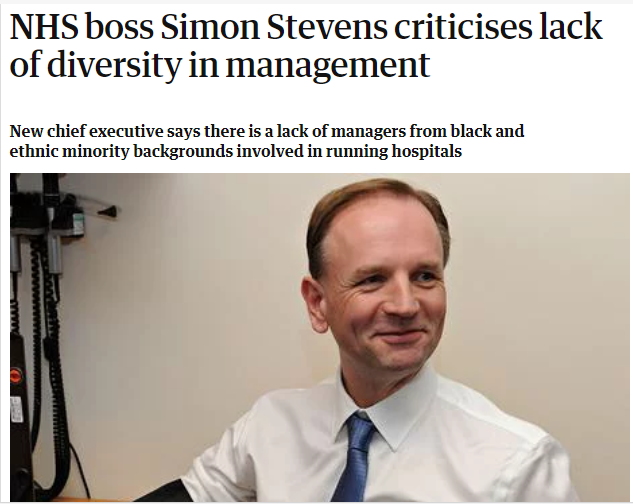 NHS boss Simon Stevens criticises lack
of diversity in management
New chief executive says there is a lack of managers from black and
ethnic minority backgrounds involved in running hospitals